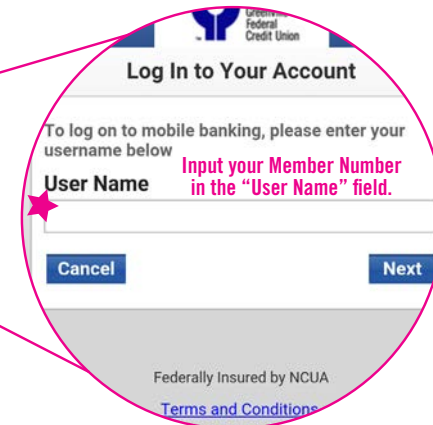 Greenville
Federal
Credit Union
TM
Log In to Your Account
To log on to mobile banking, please enter your
username below
Input your Member Number
in the “User Name” field.
User Name
Cancel
Next
Federally Insured by NCUA
Terms and Conditions